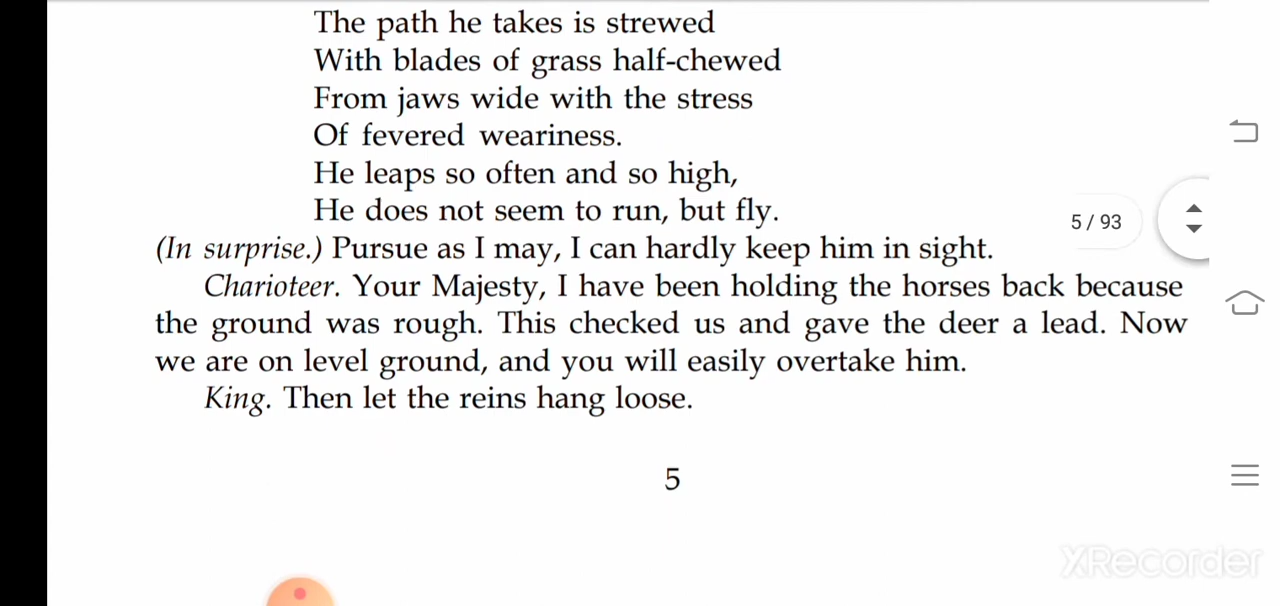 The path he takes is strewed
With blades of grass half-chewed
From jaws wide with the stress
Of fevered weariness.
He leaps so often and so high,
He does not seem to run, but fly.
5 / 93
(In surprise.) Pursue as I may, I can hardly keep him in sight.
Charioteer. Your Majesty, I have been holding the horses back because
the ground was rough. This checked us and gave the deer a lead. Now
we are on level ground, and you will easily overtake him.
King. Then let the reins hang loose.
5
XRecorder